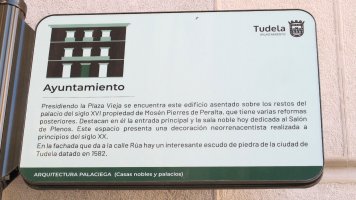 Tudela
Ayuntamiento
Presidiendo la Plaza Vieja se encuentra este edificio asentado sobre los restos del
palacio del siglo XVI propiedad de Mosén Pierres de Peralta, que tiene varias reformas
posteriores. Destacan en él la entrada principal y la sala noble hoy dedicada al Salón
de Plenos. Este espacio presenta una decoración neorrenacentista realizada a
principios del siglo XX.
En la fachada que da a la calle Rúa hay un interesante escudo de piedra de la ciudad de
Tudela datado en 1582.
ARQUITECTURA PALACIEGA (Casas nobles y palacios)